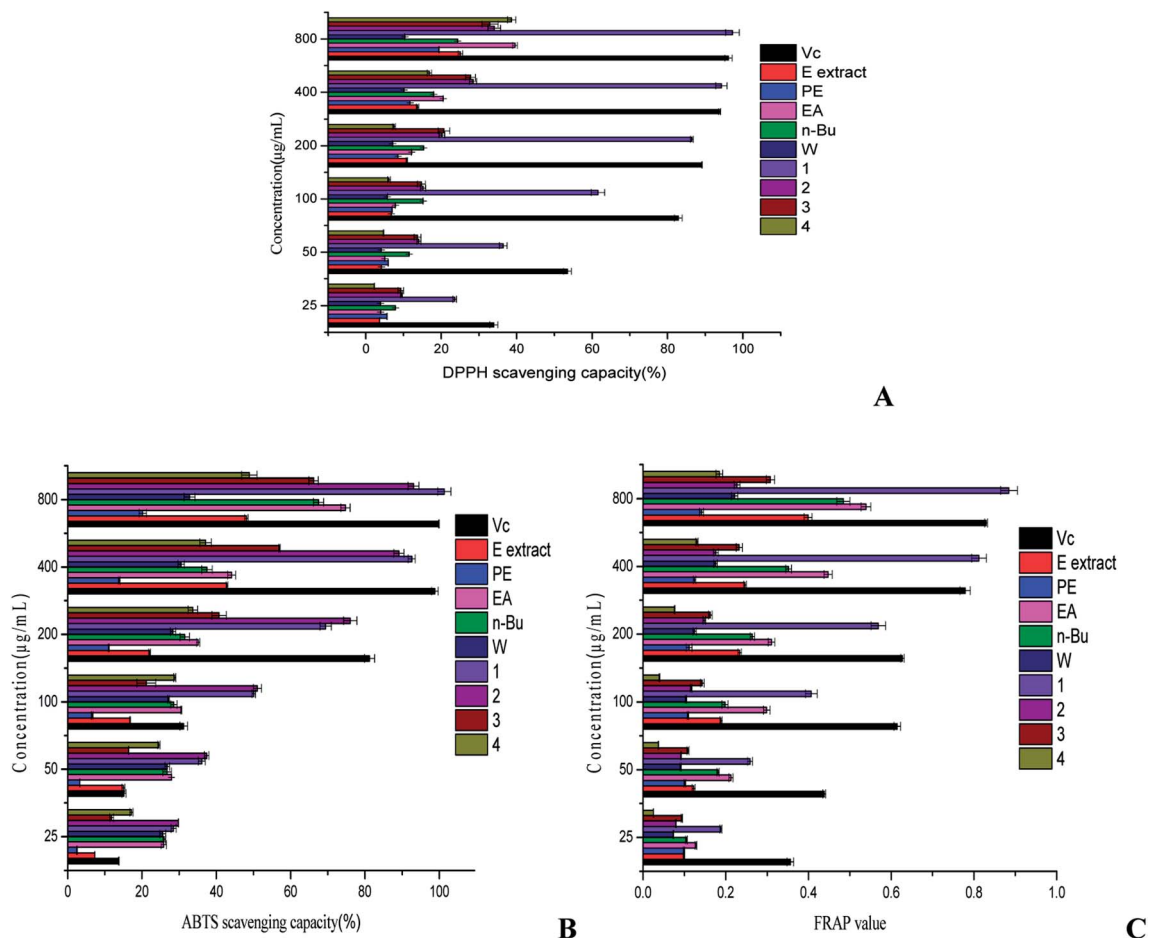 800
400
200
100
50
25
Concentration(μg/mL)
0 20 40 60 80 100
DPPH scavenging capacity(%)
Vc
E extract
PE
EA
n-Bu
W
1
2
3
4
A
800
400
200
100
50
25
Concentration(μg/mL)
0 20 40 60 80 100
ABTS scavenging capacity(%)
Vc
E extract
PE
EA
n-Bu
W
1
2
3
4
B
800
400
200
100
50
25
Concentration(μg/mL)
0.0 0.2 0.4 0.6 0.8 1.0
FRAP value
Vc
E extract
PE
EA
n-Bu
W
1
2
3
4
C